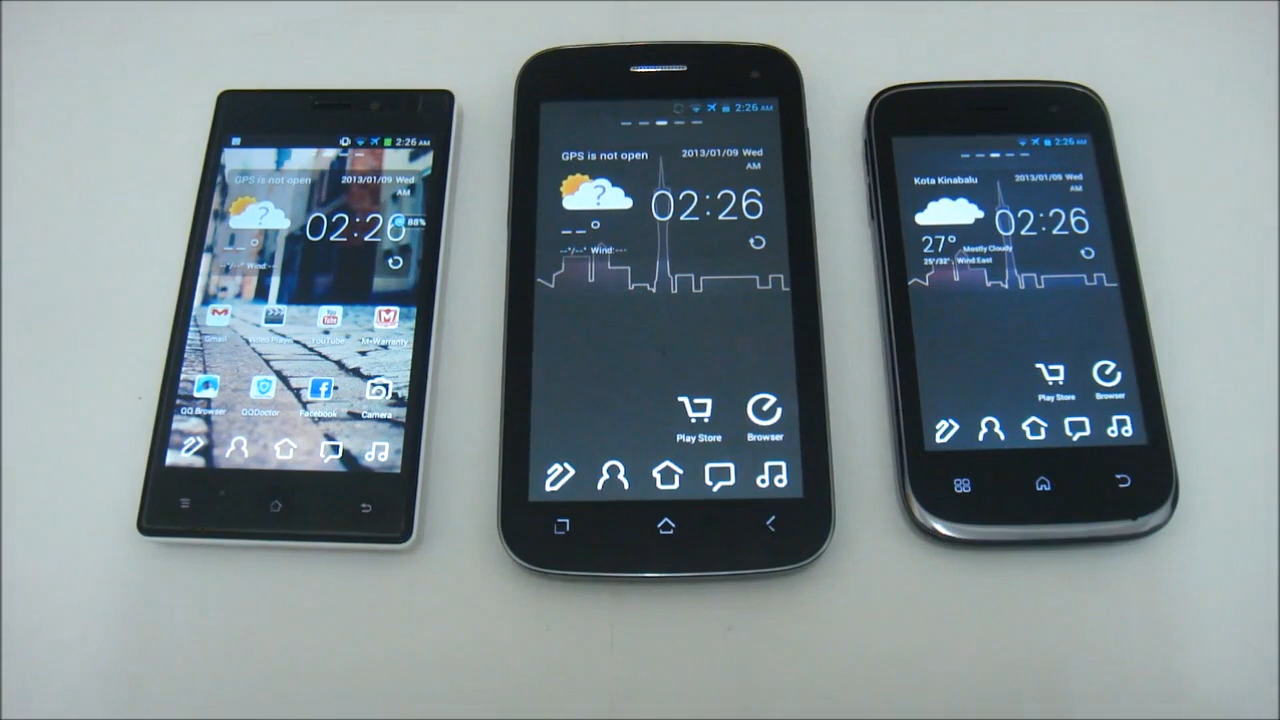 2:26 AM
GPS is not open
2013/01/09 Wed
AM
02:26
88%
--°
--°/--° Wind:--
Gmail
Video Player
YouTube
M-Warranty
QQ Browser
QQDoctor
Facebook
Camera
2:26 AM
GPS is not open
2013/01/09 Wed
AM
?
02:26
--°
--°/--° Wind:---
Play Store
Browser
2:26 AM
Kota Kinabalu
2013/01/09 Wed
AM
02:26
27°
Mostly Cloudy
25°/32° Wind:East
Play Store
Browser